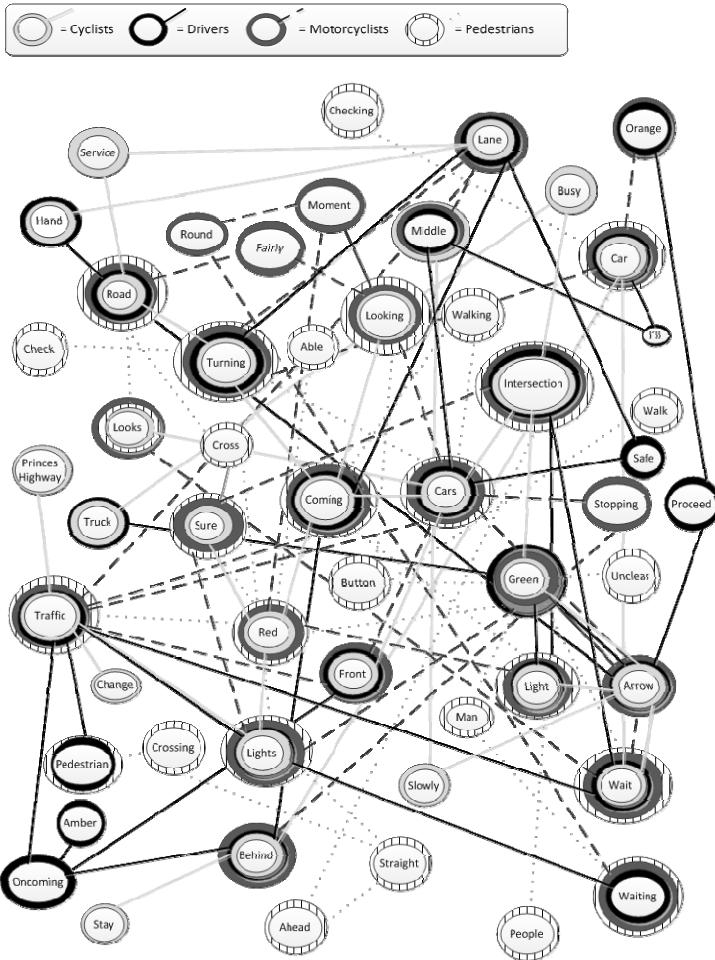 = Cyclists = Drivers = Motorcyclists = Pedestrians
Checking
Lane
Orange
Service
Busy
Hand
Moment
Round
Middle
Fairly
Car
Road
Looking
Walking
Able
Check
Turning
Intersection
Walk
Looks
Cross
Safe
Princes
Highway
Coming
Cars
Stopping
Proceed
Truck
Sure
Button
Green
Unclear
Traffic
Red
Front
Light
Arrow
Change
Man
Crossing
Lights
Pedestrian
Slowly
Wait
Amber
Behind
Straight
Oncoming
Waiting
Stay
Ahead
People